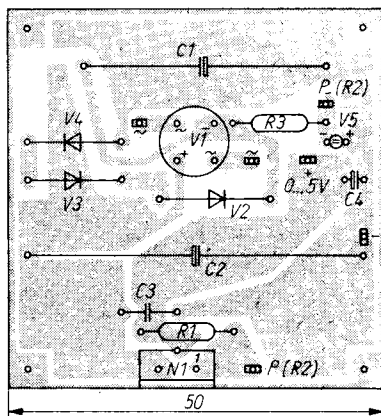 C1
P (R2)
V4
~
~
V1
−
R3
− V5 +
+
~
~
+
0...5V
V3
V2
C4
−
C2
C3
R1
N1
1
P (R2)
50